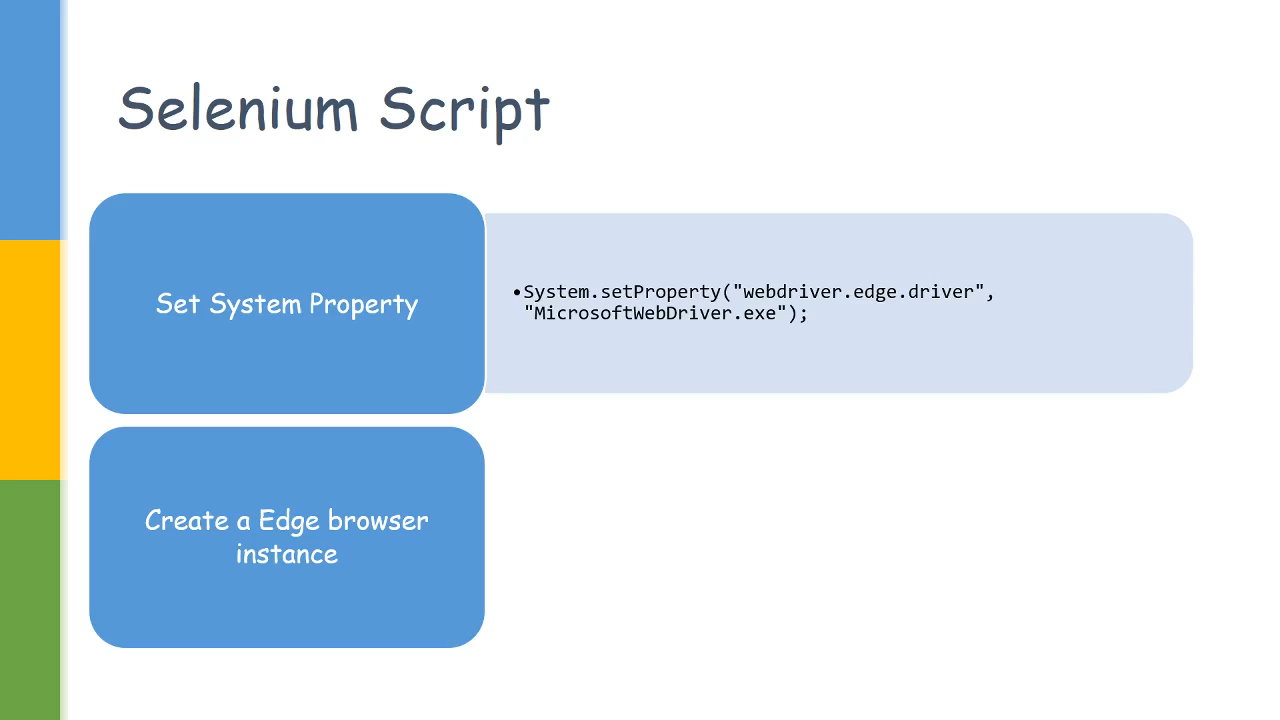 Selenium Script
Set System Property
•System.setProperty("webdriver.edge.driver",
"MicrosoftWebDriver.exe");
Create a Edge browser
instance